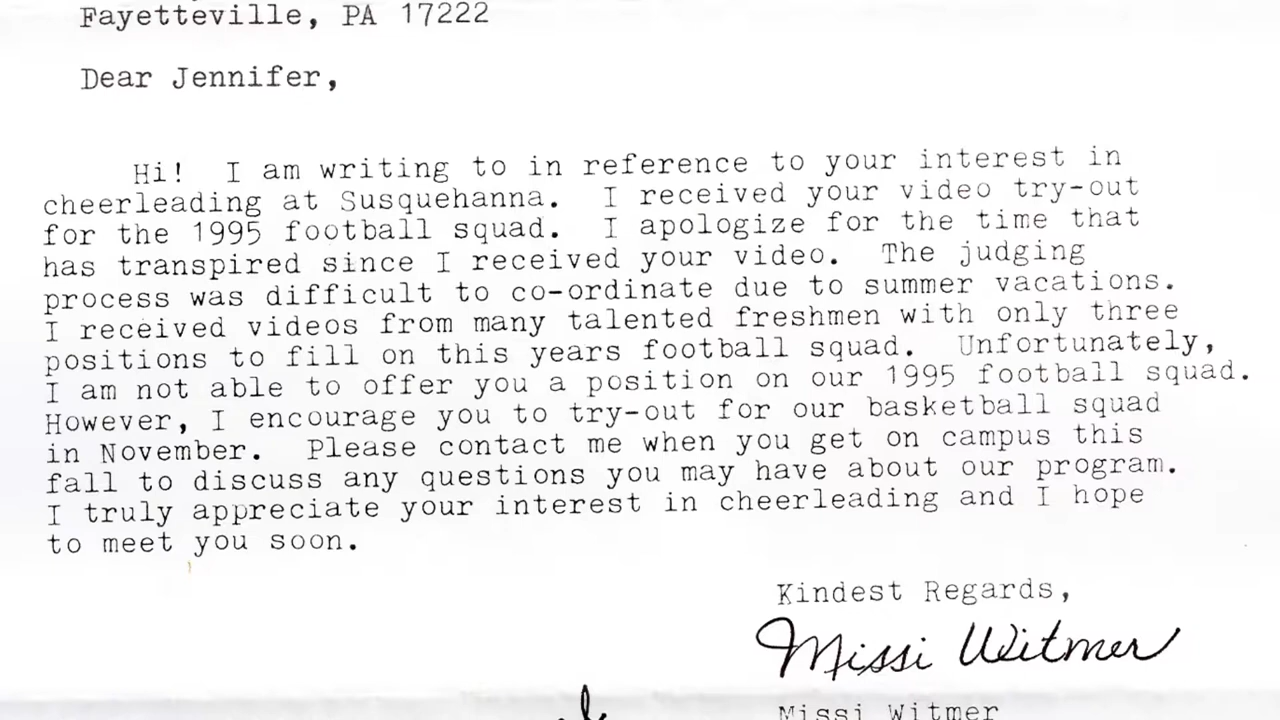 Fayetteville, PA 17222
Dear Jennifer,
Hi! I am writing to in reference to your interest in
cheerleading at Susquehanna. I received your video try-out
for the 1995 football squad. I apologize for the time that
has transpired since I received your video. The judging
process was difficult to co-ordinate due to summer vacations.
I received videos from many talented freshmen with only three
positions to fill on this years football squad. Unfortunately,
I am not able to offer you a position on our 1995 football squad.
However, I encourage you to try-out for our basketball squad
in November. Please contact me when you get on campus this
fall to discuss any questions you may have about our program.
I truly appreciate your interest in cheerleading and I hope
to meet you soon.
Kindest Regards,
Missi Witmer
Missi Witmer